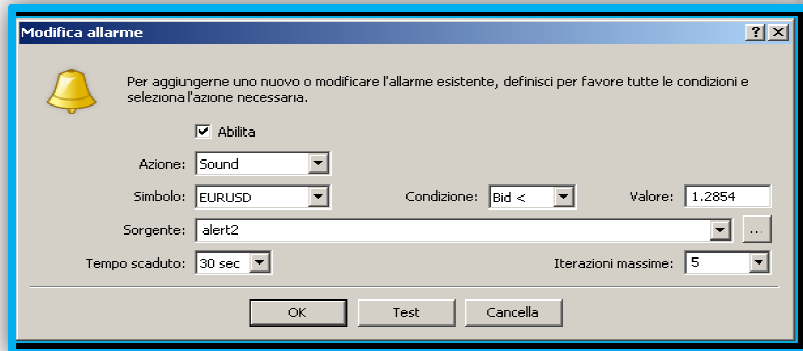 Modifica allarme
Per aggiungerne uno nuovo o modificare l'allarme esistente, definisci per favore tutte le condizioni e
seleziona l'azione necessaria.
Abilita
Azione: Sound
Simbolo: EURUSD Condizione: Bid < Valore: 1.2854
Sorgente: alert2 ...
Tempo scaduto: 30 sec Iterazioni massime: 5
OK Test Cancella